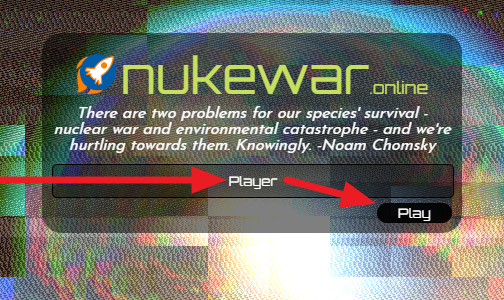 nukewar.online
There are two problems for our species' survival -
nuclear war and environmental catastrophe - and we're
hurtling towards them. Knowingly. -Noam Chomsky
Player
Play